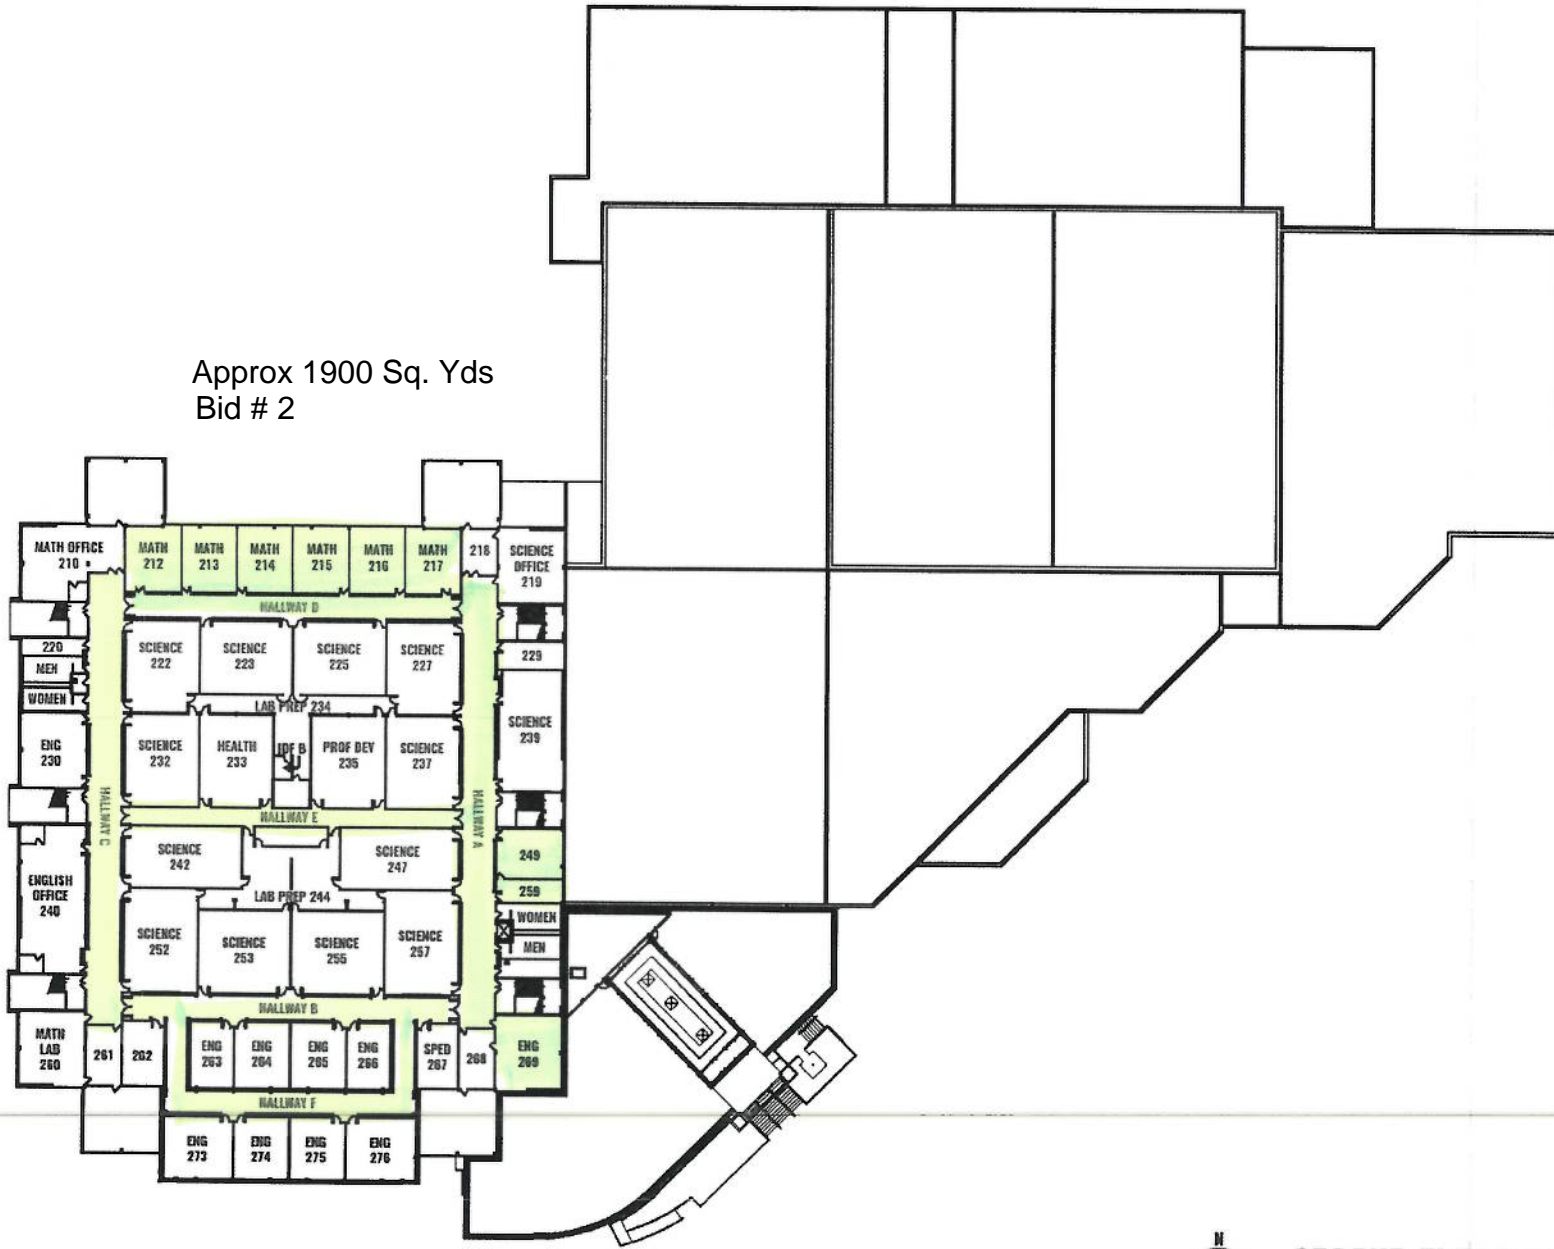 Approx 1900 Sq. Yds
Bid # 2
MATH OFFICE
210
MATH
212
MATH
213
MATH
214
MATH
215
MATH
216
MATH
217
218
SCIENCE
OFFICE
219
HALLWAY D
220
MEN
WOMEN
SCIENCE
222
SCIENCE
223
SCIENCE
225
SCIENCE
227
229
LAB PREP 234
ENG
230
SCIENCE
232
HEALTH
233
IDF B
PROF DEV
235
SCIENCE
237
SCIENCE
239
HALLWAY C
HALLWAY E
HALLWAY A
SCIENCE
242
SCIENCE
247
249
259
ENGLISH
OFFICE
240
LAB PREP 244
SCIENCE
252
SCIENCE
253
SCIENCE
255
SCIENCE
257
WOMEN
MEN
HALLWAY B
MATH
LAB
260
261
262
ENG
263
ENG
264
ENG
265
ENG
266
SPED
267
268
ENG
269
HALLWAY F
ENG
273
ENG
274
ENG
275
ENG
276
N